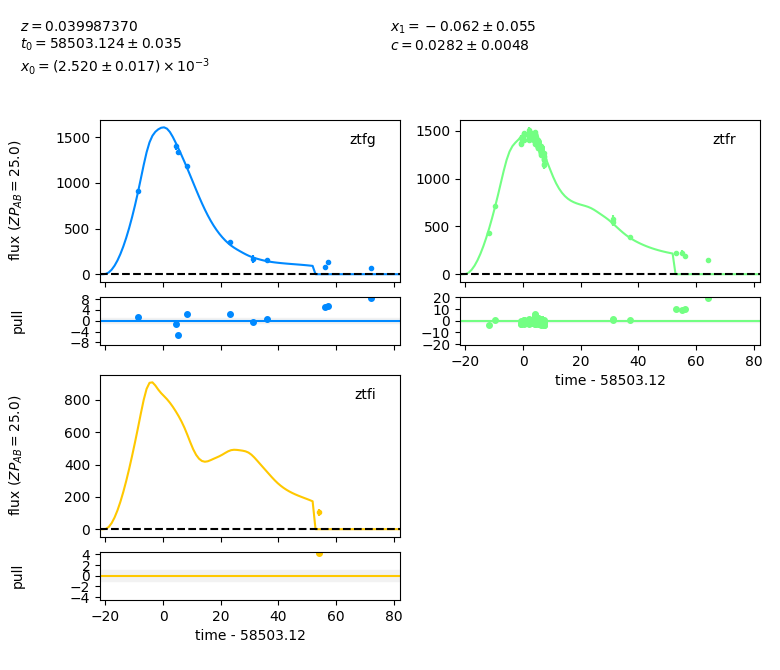 z = 0.039987370
t₀ = 58503.124 ± 0.035
x₀ = (2.520 ± 0.017) × 10⁻³
x₁ = −0.062 ± 0.055
c = 0.0282 ± 0.0048
flux (ZP_AB = 25.0)
ztfg
1500
1000
500
0
pull
8
4
0
−4
−8
ztfr
1500
1000
500
0
20
10
0
−10
−20
−20 0 20 40 60 80
time - 58503.12
flux (ZP_AB = 25.0)
ztfi
800
600
400
200
0
pull
4
2
0
−2
−4
−20 0 20 40 60 80
time - 58503.12